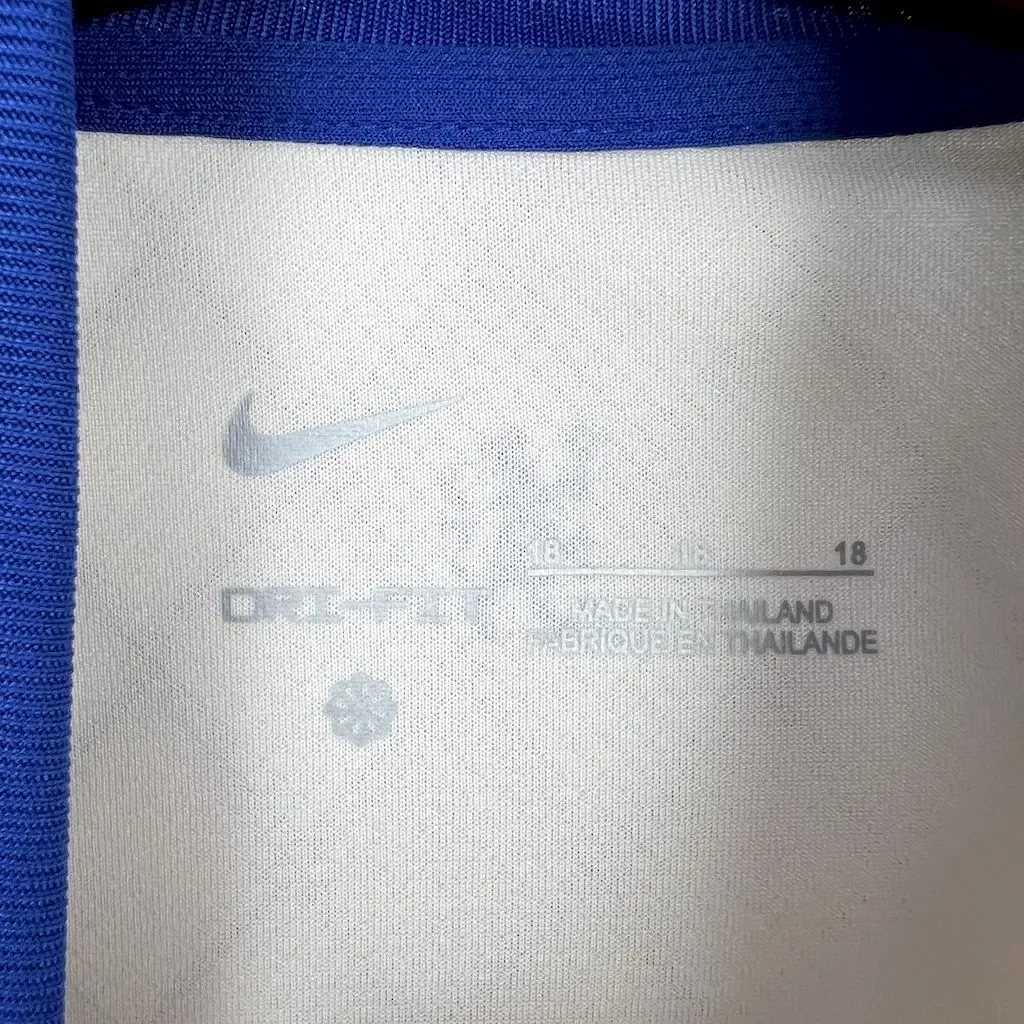 DRI-FIT
18 18 18
MADE IN THAILAND
FABRIQUE EN THAILANDE